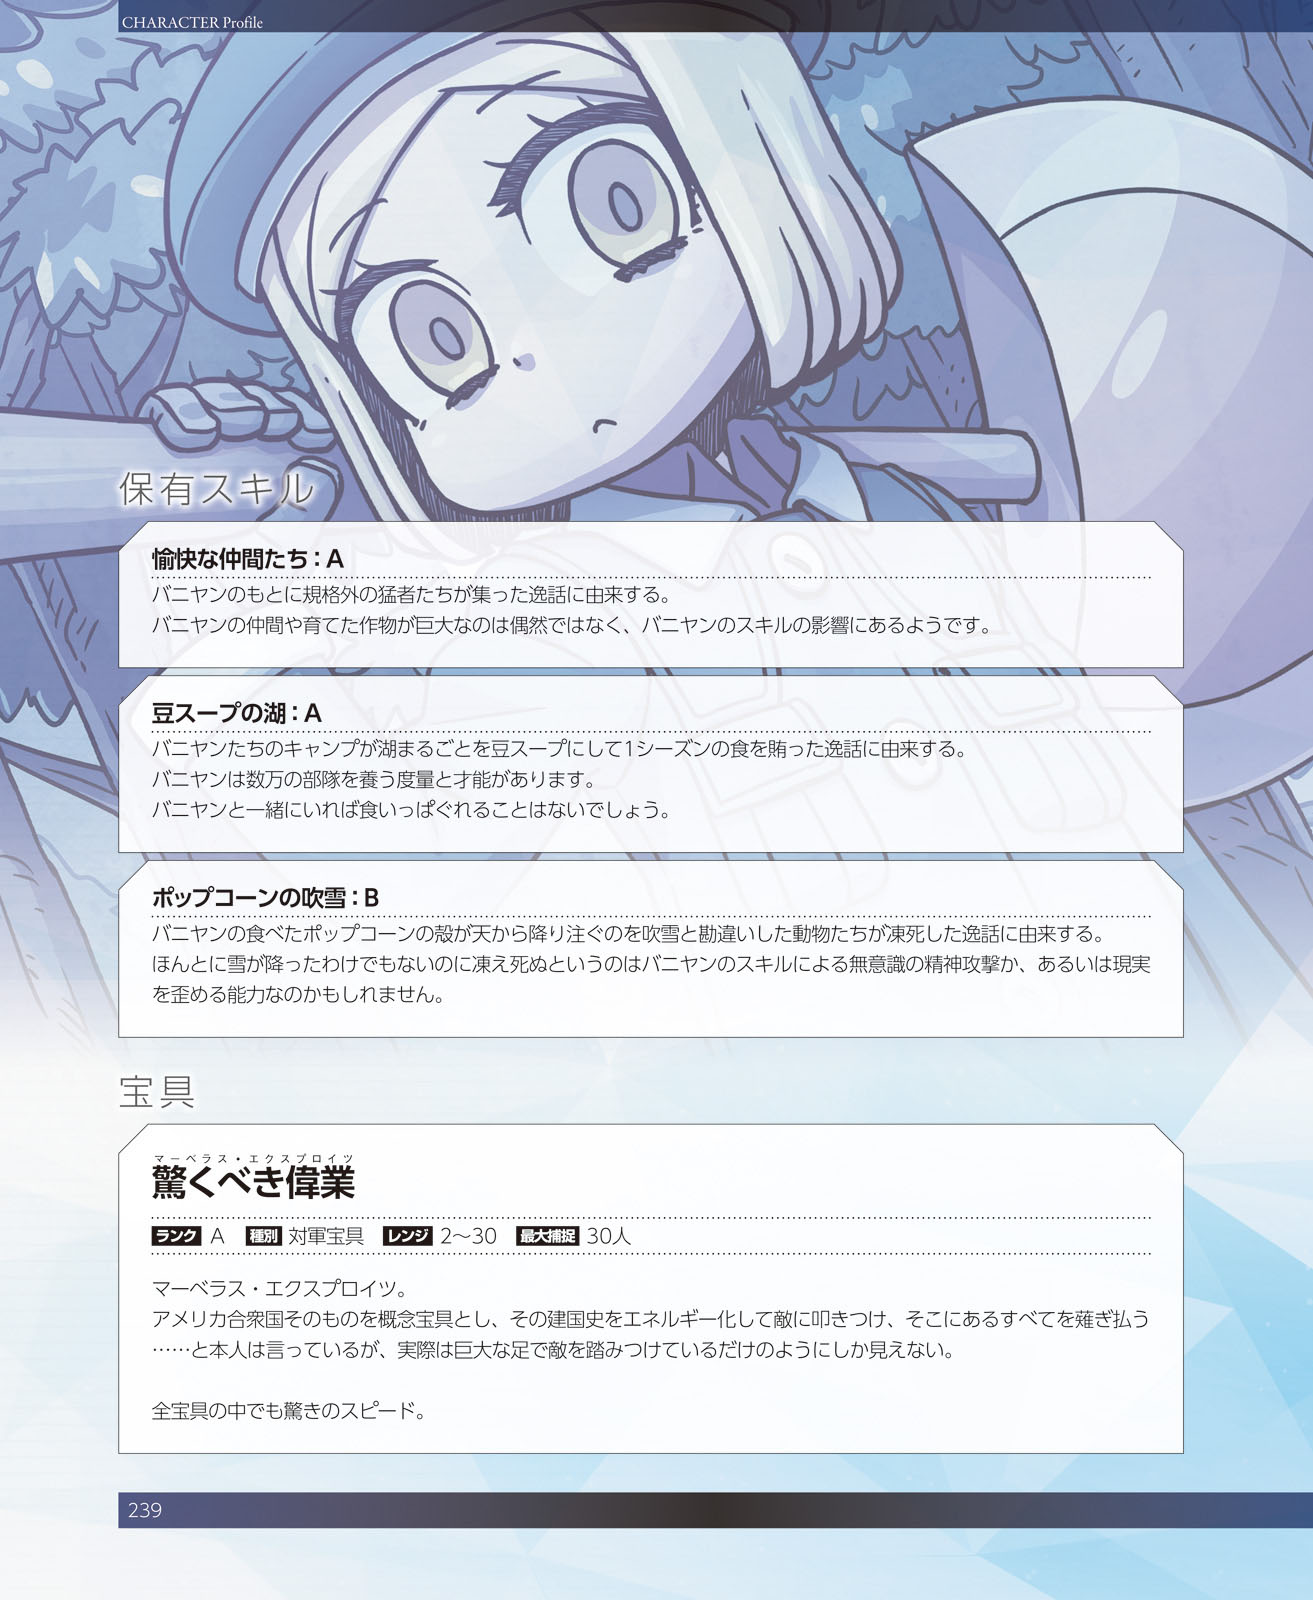 CHARACTER Profile
保有スキル
愉快な仲間たち：A
バニヤンのもとに規格外の猛者たちが集った逸話に由来する。
バニヤンの仲間や育てた作物が巨大なのは偶然ではなく、バニヤンのスキルの影響にあるようです。
豆スープの湖：A
バニヤンたちのキャンプが湖まるごとを豆スープにして1シーズンの食を賄った逸話に由来する。
バニヤンは数万の部隊を養う度量と才能があります。
バニヤンと一緒にいれば食いっぱぐれることはないでしょう。
ポップコーンの吹雪：B
バニヤンの食べたポップコーンの殻が天から降り注ぐのを吹雪と勘違いした動物たちが凍死した逸話に由来する。
ほんとに雪が降ったわけでもないのに凍え死ぬというのはバニヤンのスキルによる無意識の精神攻撃か、あるいは現実
を歪める能力なのかもしれません。
宝具
マーベラス・エクスプロイツ
驚くべき偉業
ランク A 種別 対軍宝具 レンジ 2～30 最大捕捉 30人
マーベラス・エクスプロイツ。
アメリカ合衆国そのものを概念宝具とし、その建国史をエネルギー化して敵に叩きつけ、そこにあるすべてを薙ぎ払う
……と本人は言っているが、実際は巨大な足で敵を踏みつけているだけのようにしか見えない。
全宝具の中でも驚きのスピード。
239